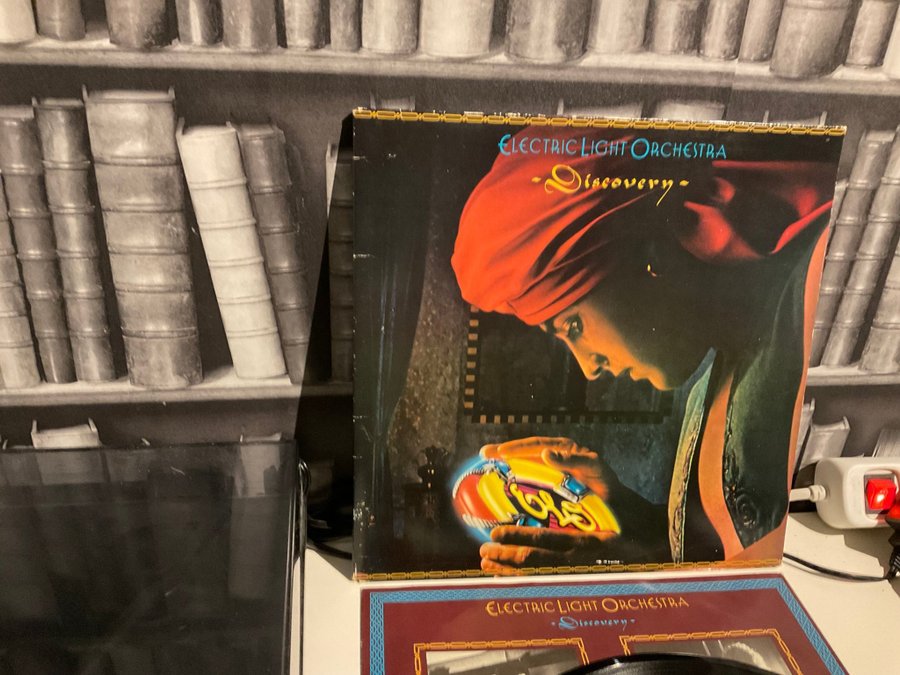 ELECTRIC LIGHT ORCHESTRA
-Discovery-
ELO
ELECTRIC LIGHT ORCHESTRA
-Discovery-